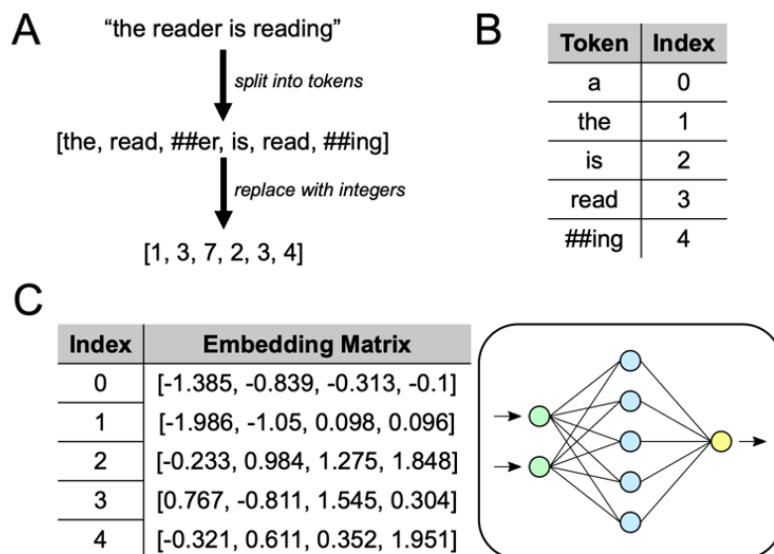 A
“the reader is reading”
split into tokens
[the, read, ##er, is, read, ##ing]
replace with integers
[1, 3, 7, 2, 3, 4]
B
Token Index
a 0
the 1
is 2
read 3
##ing 4
C
Index Embedding Matrix
0 [-1.385, -0.839, -0.313, -0.1]
1 [-1.986, -1.05, 0.098, 0.096]
2 [-0.233, 0.984, 1.275, 1.848]
3 [0.767, -0.811, 1.545, 0.304]
4 [-0.321, 0.611, 0.352, 1.951]